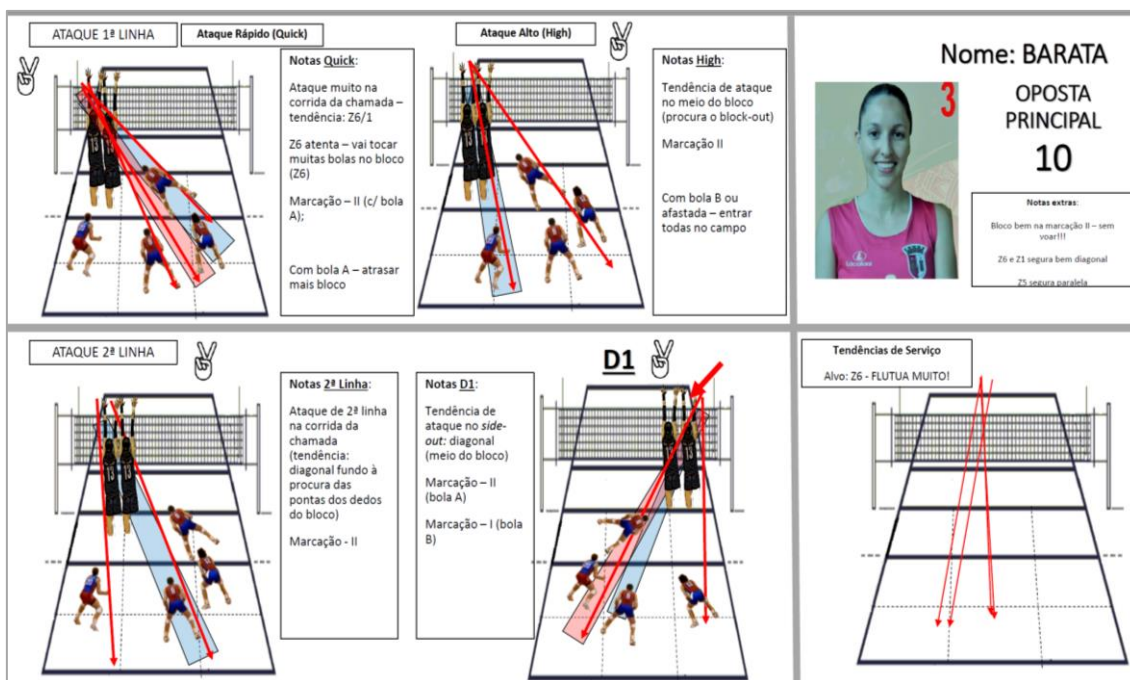 ATAQUE 1ª LINHA
Ataque Rápido (Quick)
Notas Quick:
Ataque muito na
corrida da chamada –
tendência: Z6/1
Z6 atenta – vai tocar
muitas bolas no bloco
(Z6)
Marcação – II (c/ bola
A);
Com bola A – atrasar
mais bloco
Ataque Alto (High)
Notas High:
Tendência de ataque
no meio do bloco
(procura o block-out)
Marcação II
Com bola B ou
afastada – entrar
todas no campo
Nome: BARATA
3
OPOSTA
PRINCIPAL
10
Notas extras:
Bloco bem na marcação II – sem
voar!!!
Z6 e Z1 segura bem diagonal
Z5 segura paralela
ATAQUE 2ª LINHA
Notas 2ª Linha:
Ataque de 2ª linha
na corrida da
chamada
(tendência:
diagonal fundo à
procura das
pontas dos dedos
do bloco)
Marcação - II
Notas D1:
Tendência de
ataque no side-
out: diagonal
(meio do bloco)
Marcação – II
(bola A)
Marcação – I (bola
B)
D1
Tendências de Serviço
Alvo: Z6 - FLUTUA MUITO!